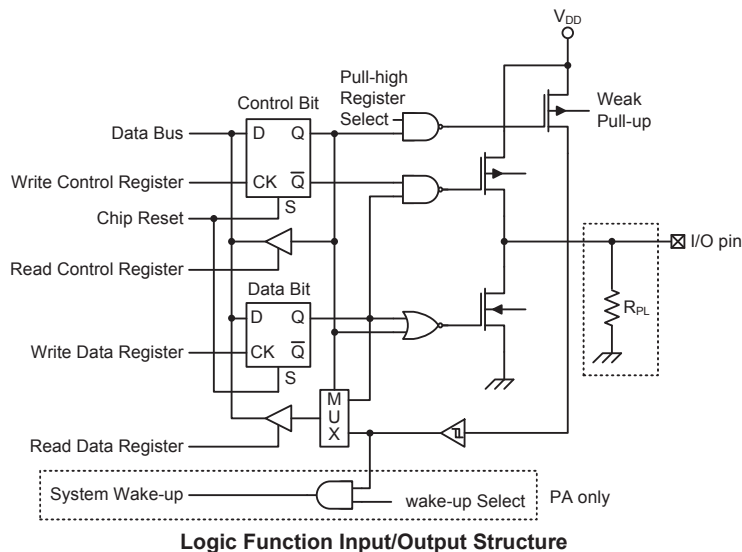 V_DD
Pull-high
Register
Select
Weak
Pull-up
Control Bit
Data Bus
D
Q
Write Control Register
CK
Q̅
S
Chip Reset
I/O pin
Read Control Register
R_PL
Data Bit
D
Q
Write Data Register
CK
Q̅
S
M
U
X
Read Data Register
System Wake-up
wake-up Select
PA only
Logic Function Input/Output Structure